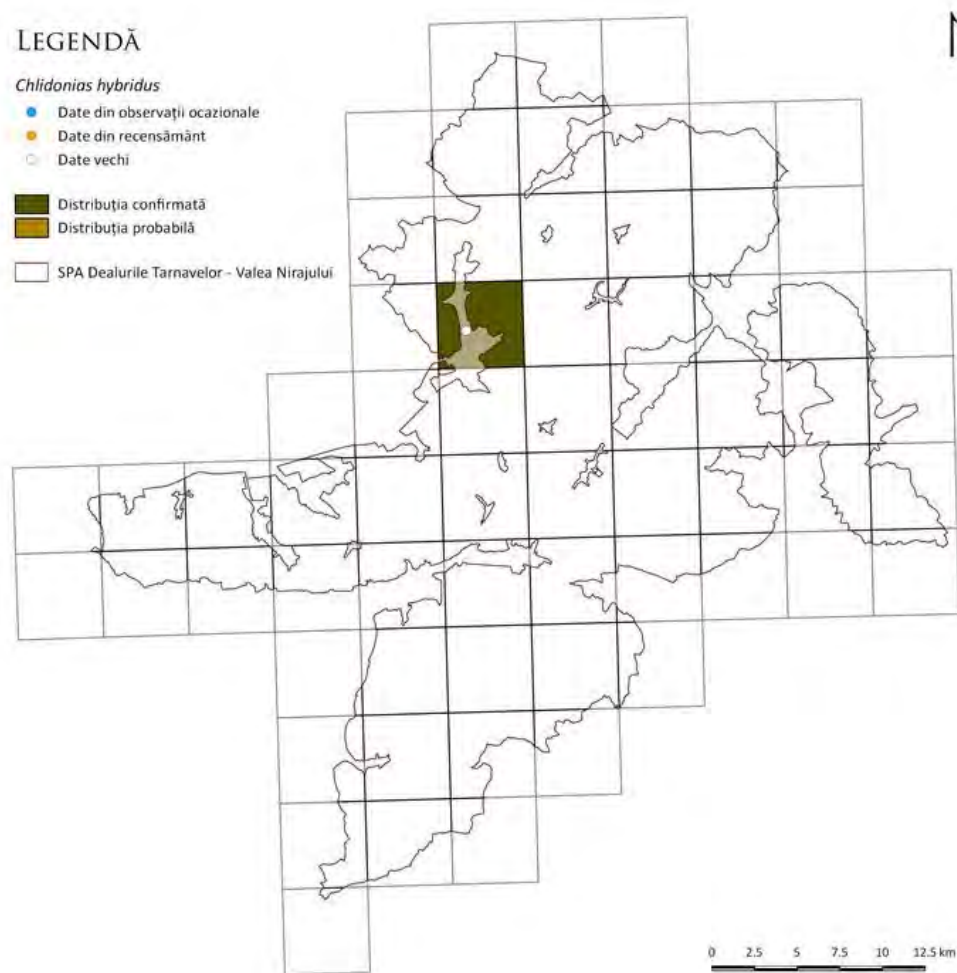 LEGENDĂ
Chlidonias hybridus
Date din observații ocazionale
Date din recensământ
Date vechi
Distribuția confirmată
Distribuția probabilă
SPA Dealurile Tarnavelor - Valea Nirajului
0 2.5 5 7.5 10 12.5 km